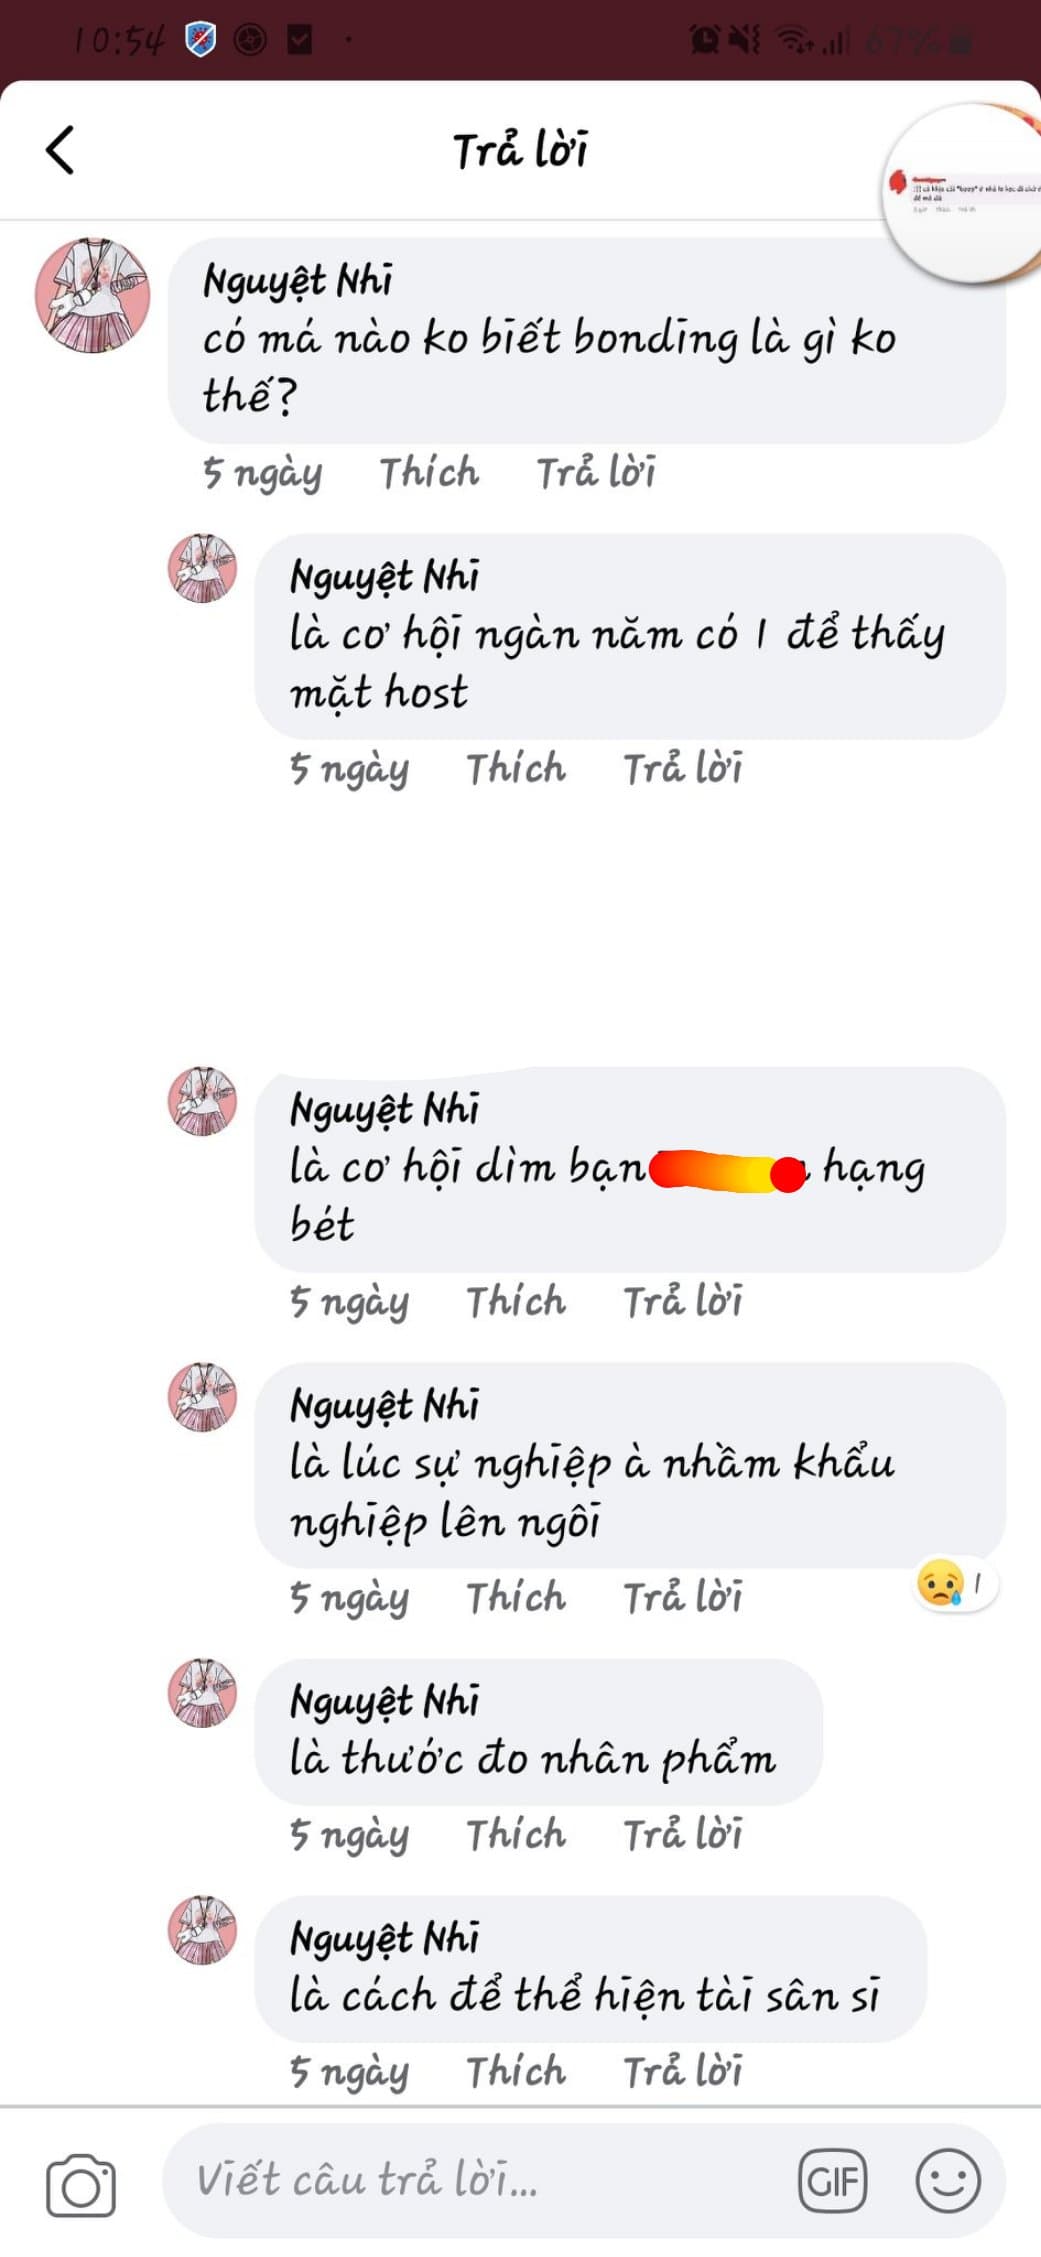 10:54
67%
Trả lời
Nguyệt Nhi
có má nào ko biết bonding là gì ko
thế?
5 ngày Thích Trả lời
Nguyệt Nhi
là cơ hội ngàn năm có 1 để thấy
mặt host
5 ngày Thích Trả lời
Nguyệt Nhi
là cơ hội dìm bạn hạng
bét
5 ngày Thích Trả lời
Nguyệt Nhi
là lúc sự nghiệp à nhầm khẩu
nghiệp lên ngôi
5 ngày Thích Trả lời
1
Nguyệt Nhi
là thước đo nhân phẩm
5 ngày Thích Trả lời
Nguyệt Nhi
là cách để thể hiện tài sân si
5 ngày Thích Trả lời
Viết câu trả lời...
GIF